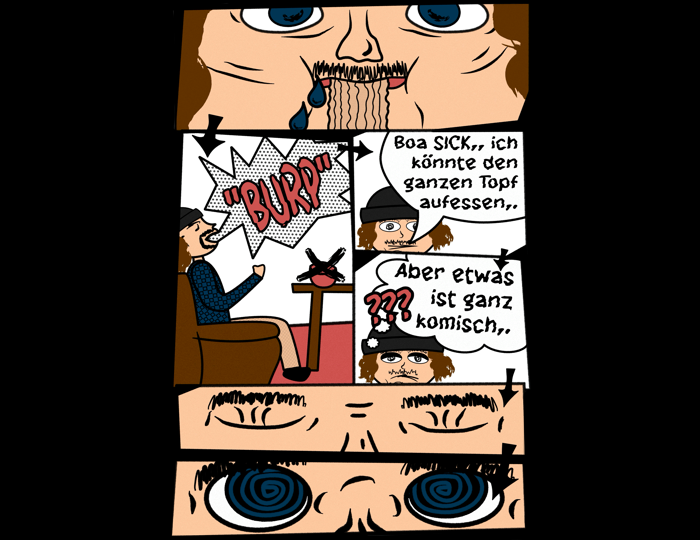 "BURP"
Boa SICK,, ich
könnte den
ganzen Topf
aufessen,.
Aber etwas
ist ganz
komisch,.
???